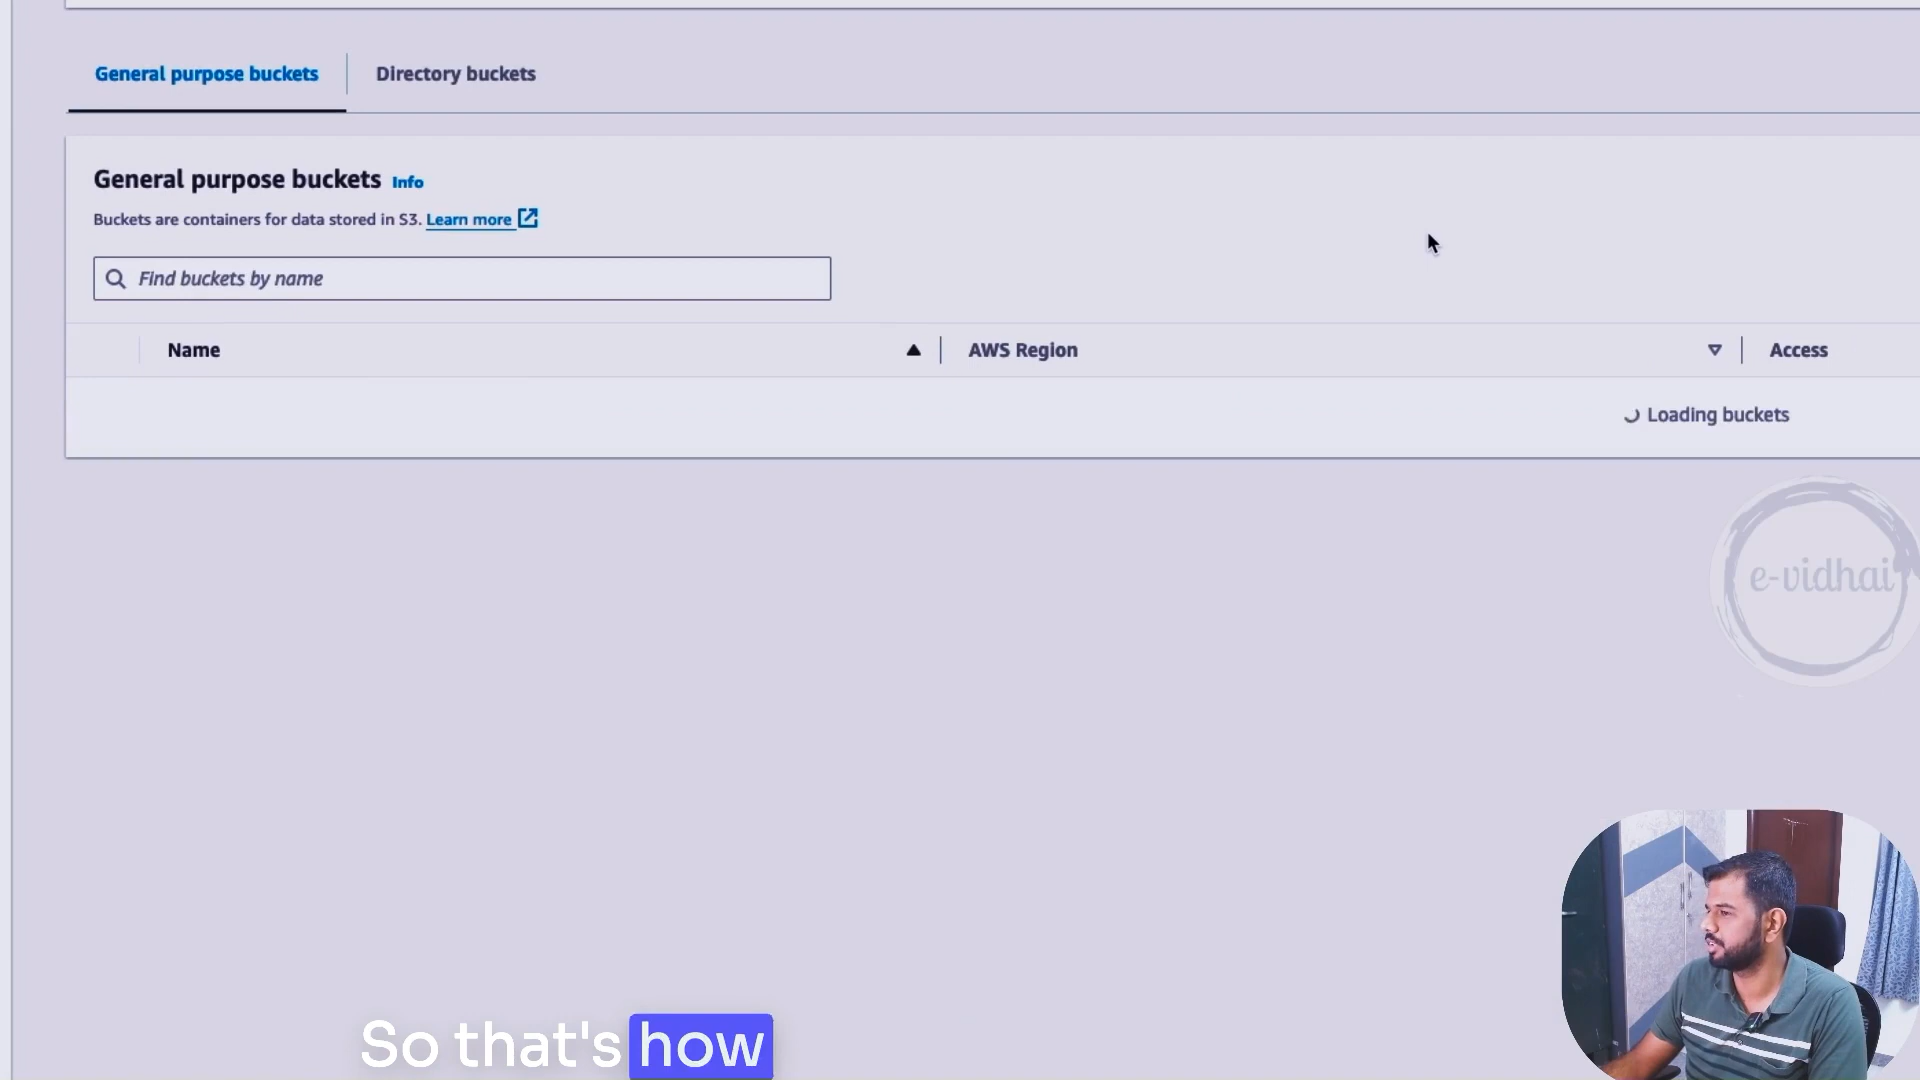 General purpose buckets
Directory buckets
General purpose buckets Info
Buckets are containers for data stored in S3. Learn more
Find buckets by name
Name
AWS Region
Access
Loading buckets
e-vidhai
So that's how